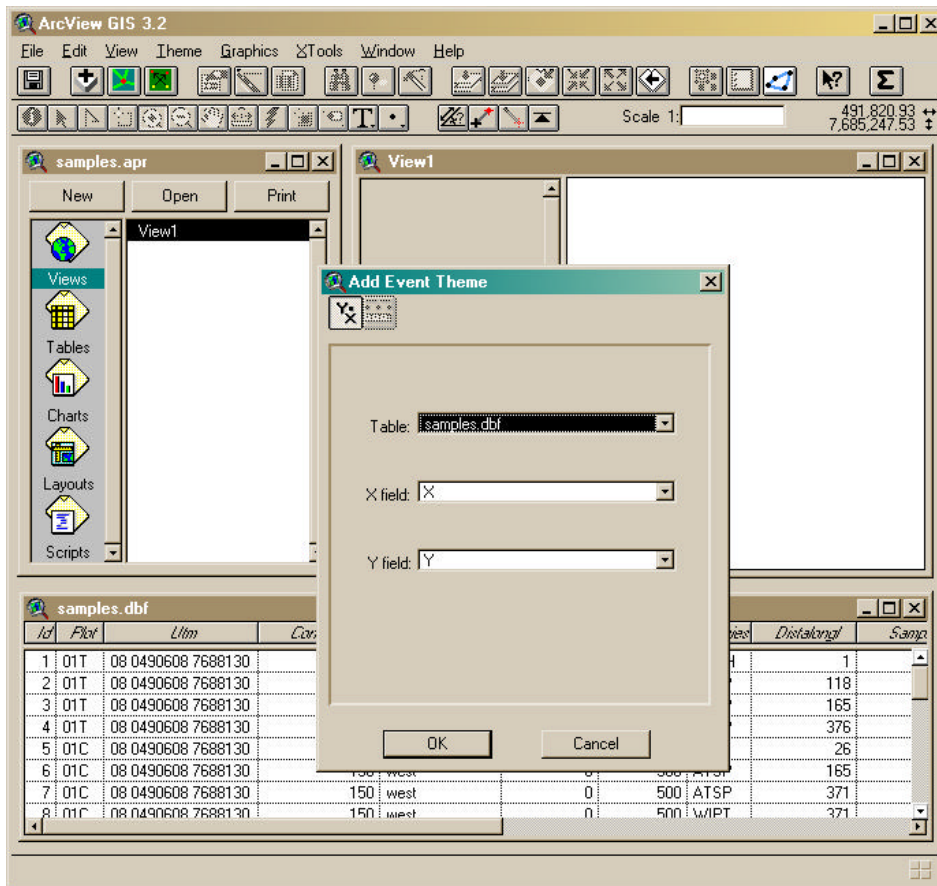 ArcView GIS 3.2
File Edit View Theme Graphics XTools Window Help
Scale 1:
491,820.93
7,685,247.53
samples.apr
View1
New Open Print
View1
Views
Tables
Charts
Layouts
Scripts
Add Event Theme
Table: samples.dbf
X field: X
Y field: Y
OK Cancel
samples.dbf
Id Plot Utm Distalongl
1 01T 08 0490608 7688130 1
2 01T 08 0490608 7688130 118
3 01T 08 0490608 7688130 165
4 01T 08 0490608 7688130 376
5 01C 08 0490608 7688130 26
6 01C 08 0490608 7688130 165
7 01C 08 0490608 7688130 150 west 0 500 ATSP 371
8 01C 08 0490608 7688130 150 west 0 500 WIPT 371